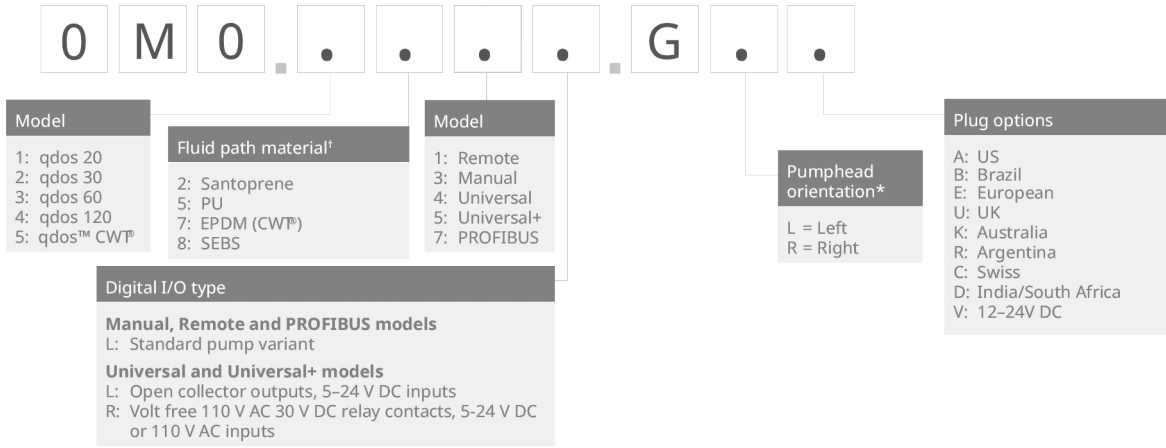 0 M 0 . . . . . . G . .
Model
1: qdos 20
2: qdos 30
3: qdos 60
4: qdos 120
5: qdos™ CWT®
Fluid path material†
2: Santoprene
5: PU
7: EPDM (CWT®)
8: SEBS
Model
1: Remote
3: Manual
4: Universal
5: Universal+
7: PROFIBUS
Digital I/O type
Manual, Remote and PROFIBUS models
L: Standard pump variant
Universal and Universal+ models
L: Open collector outputs, 5–24 V DC inputs
R: Volt free 110 V AC 30 V DC relay contacts, 5-24 V DC
or 110 V AC inputs
Pumphead
orientation*
L = Left
R = Right
Plug options
A: US
B: Brazil
E: European
U: UK
K: Australia
R: Argentina
C: Swiss
D: India/South Africa
V: 12–24V DC